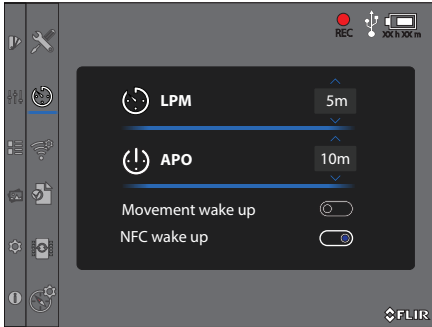 REC
XX h XX m
LPM
5m
APO
10m
Movement wake up
NFC wake up
FLIR